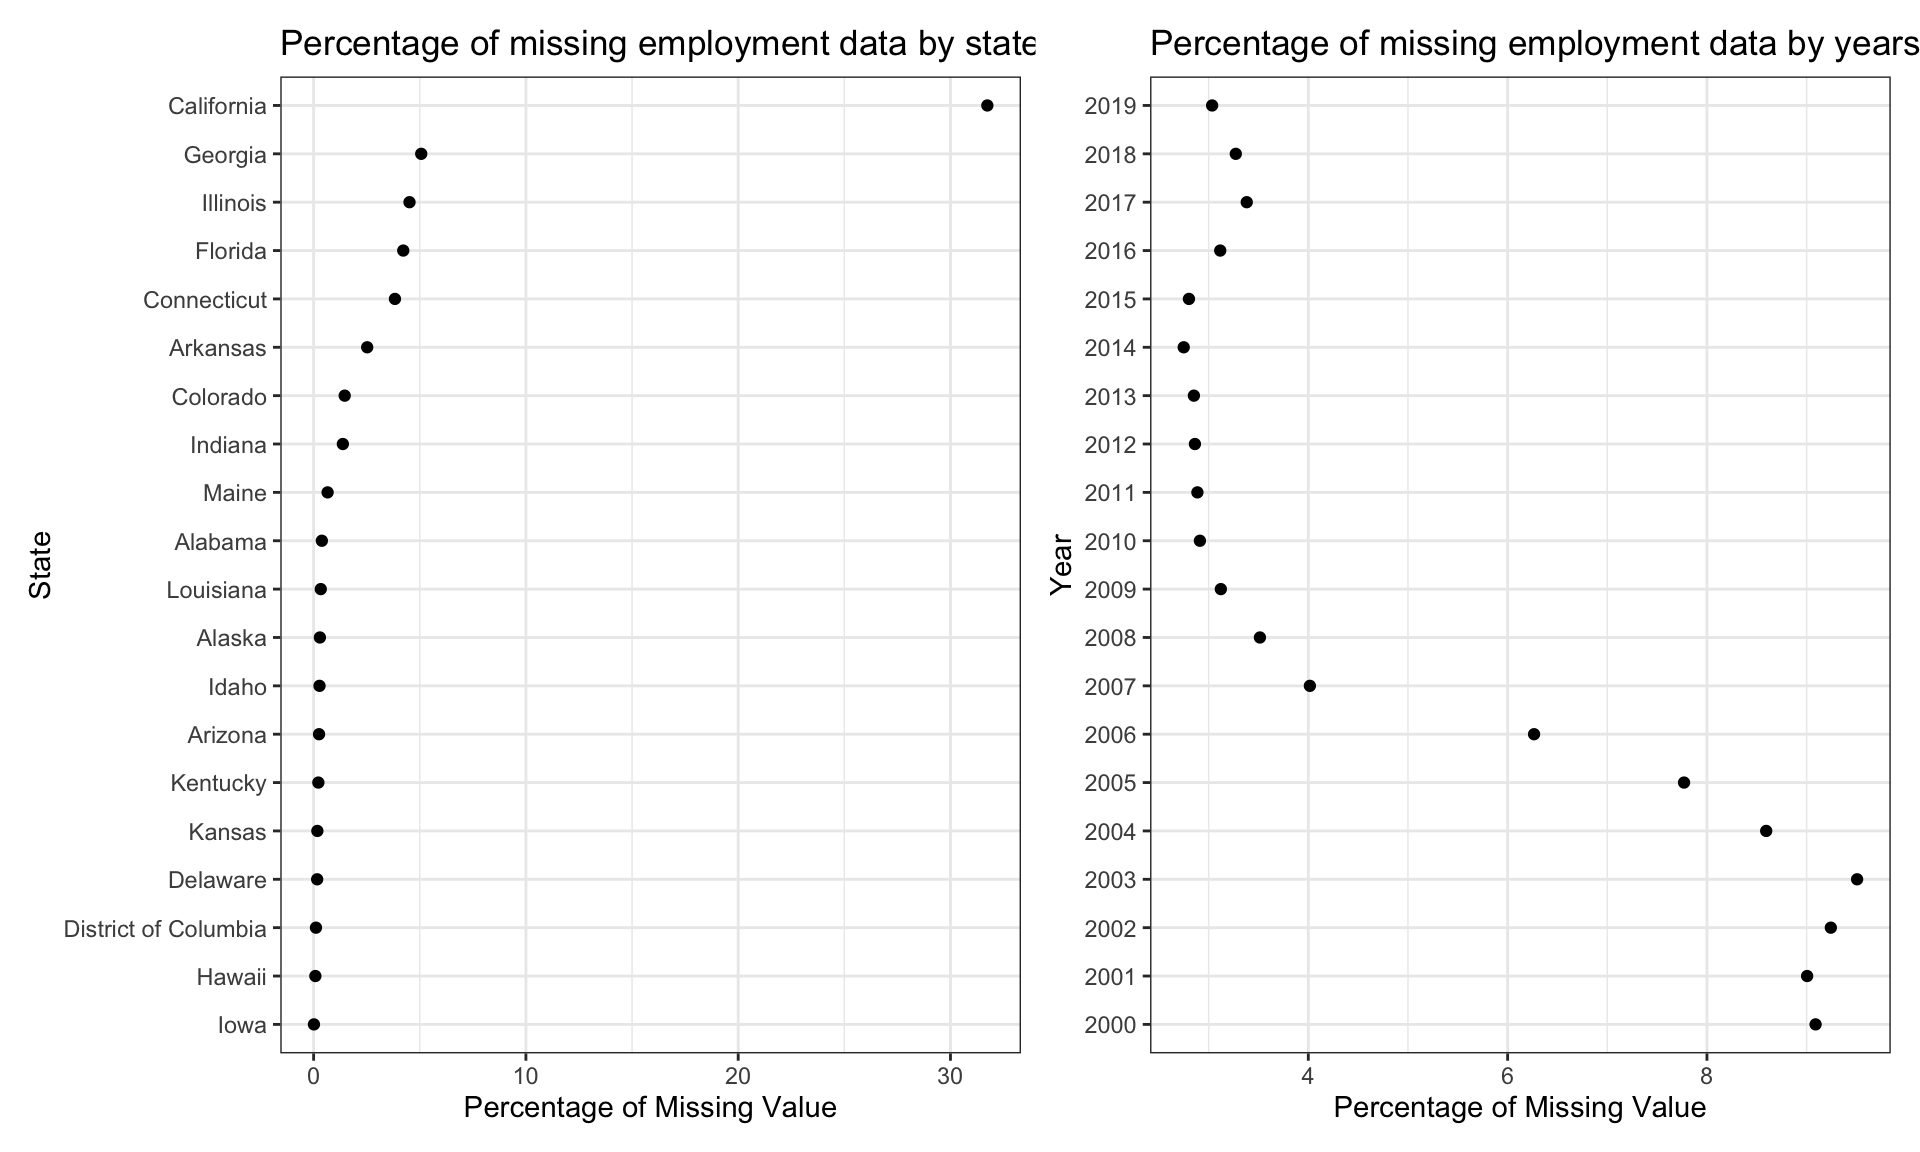 Percentage of missing employment data by state
State
California
Georgia
Illinois
Florida
Connecticut
Arkansas
Colorado
Indiana
Maine
Alabama
Louisiana
Alaska
Idaho
Arizona
Kentucky
Kansas
Delaware
District of Columbia
Hawaii
Iowa
0 10 20 30
Percentage of Missing Value
Percentage of missing employment data by years
Year
2019
2018
2017
2016
2015
2014
2013
2012
2011
2010
2009
2008
2007
2006
2005
2004
2003
2002
2001
2000
4 6 8
Percentage of Missing Value